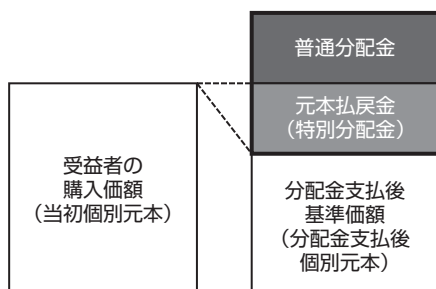 普通分配金
元本払戻金
（特別分配金）
受益者の
購入価額
（当初個別元本）
分配金支払後
基準価額
（分配金支払後
個別元本）